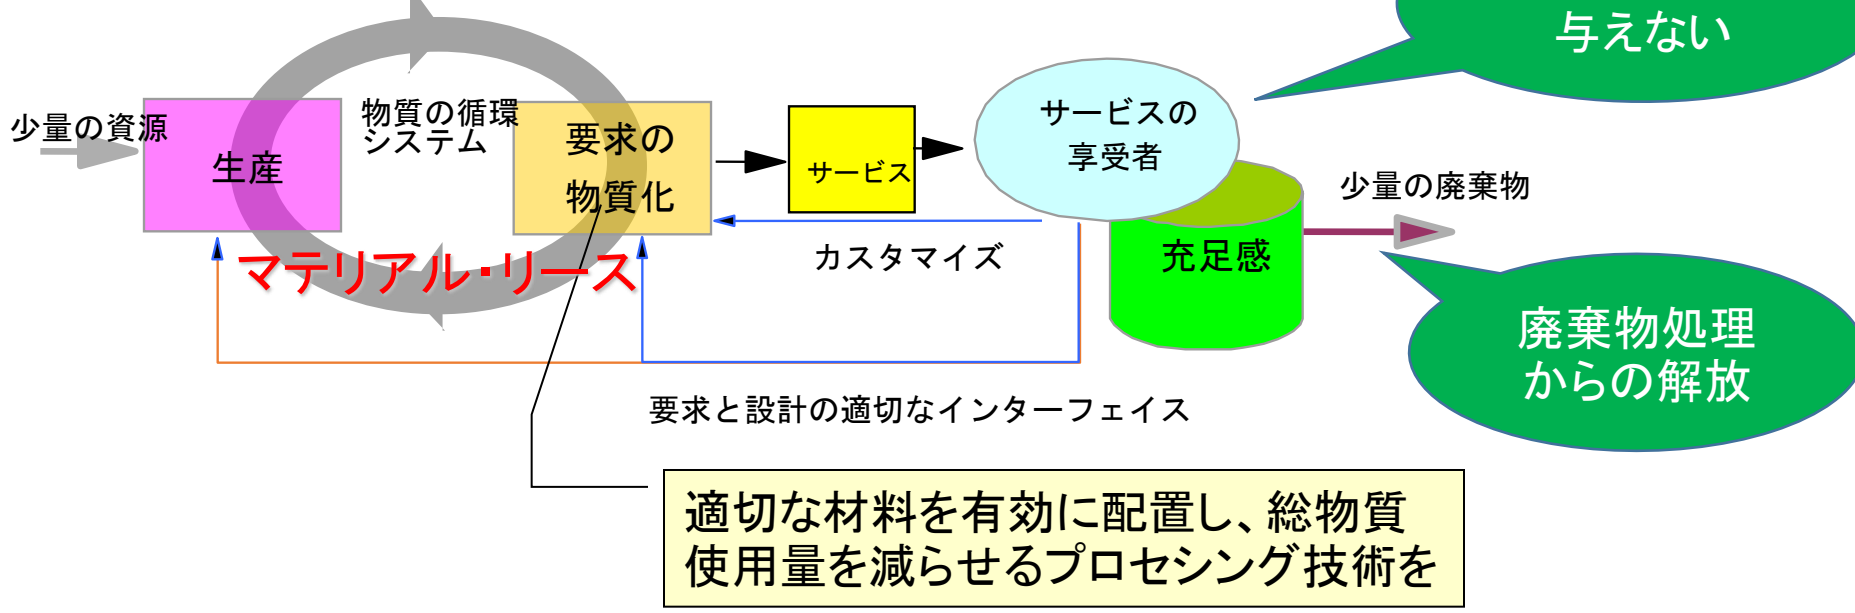 与えない
少量の資源
物質の循環
システム
生産
要求の
物質化
サービス
サービスの
享受者
少量の廃棄物
マテリアル・リース
カスタマイズ
充足感
廃棄物処理
からの解放
要求と設計の適切なインターフェイス
適切な材料を有効に配置し、総物質
使用量を減らせるプロセシング技術を